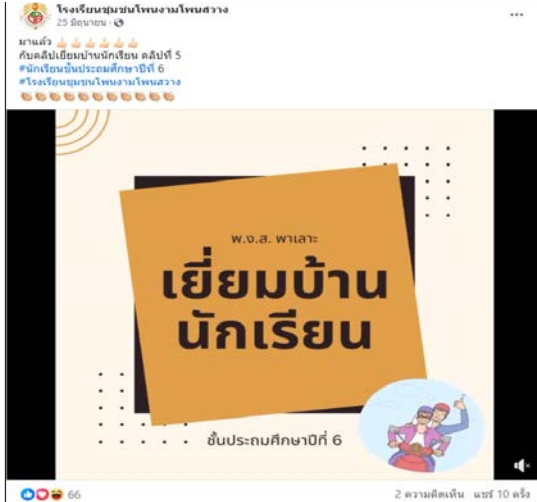 โรงเรียนชุมชนโพนงามโพนสวาง
25 มิถุนายน ·
มาแล้ว 👍👍👍👍👍👍
กับคลิปเยี่ยมบ้านนักเรียน คลิปที่ 5
#นักเรียนชั้นประถมศึกษาปีที่ 6
#โรงเรียนชุมชนโพนงามโพนสวาง
👏👏👏👏👏👏👏👏👏👏👏
พ.ง.ส. พาเลาะ
เยี่ยมบ้าน
นักเรียน
ชั้นประถมศึกษาปีที่ 6
66
2 ความคิดเห็น แชร์ 10 ครั้ง